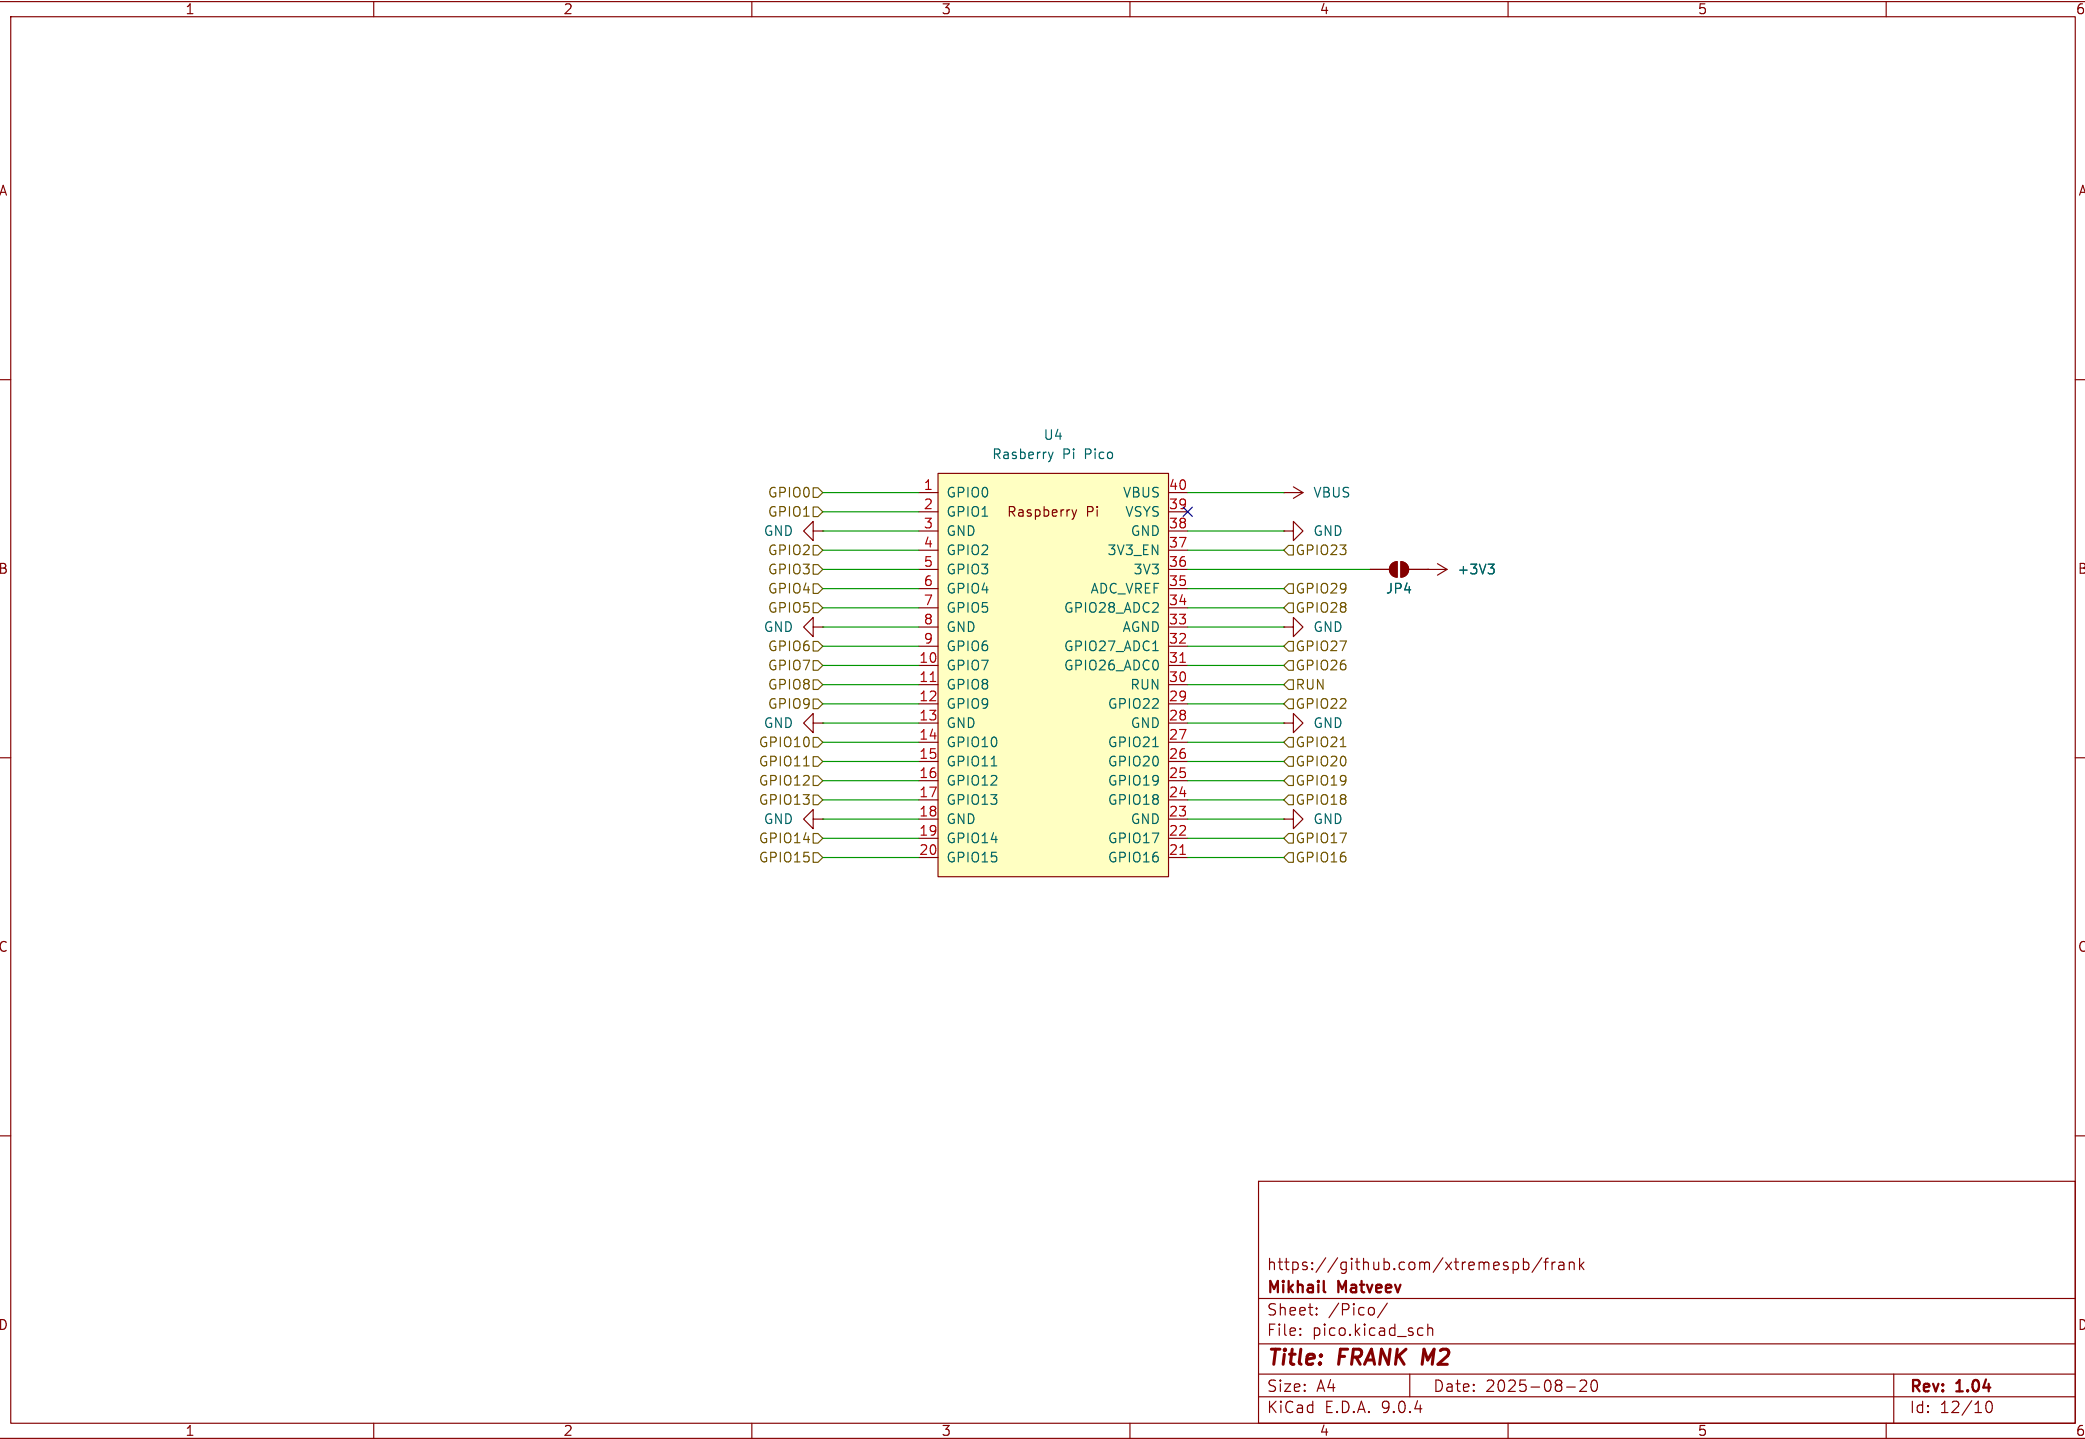 1 2 3 4 5 6
A A
B B
C C
D D
U4
Rasberry Pi Pico
Raspberry Pi
GPIO0 1 GPIO0 VBUS 40 VBUS
GPIO1 2 GPIO1 VSYS 39
GND 3 GND GND 38 GND
GPIO2 4 GPIO2 3V3_EN 37 GPIO23
GPIO3 5 GPIO3 3V3 36 JP4 +3V3
GPIO4 6 GPIO4 ADC_VREF 35 GPIO29
GPIO5 7 GPIO5 GPIO28_ADC2 34 GPIO28
GND 8 GND AGND 33 GND
GPIO6 9 GPIO6 GPIO27_ADC1 32 GPIO27
GPIO7 10 GPIO7 GPIO26_ADC0 31 GPIO26
GPIO8 11 GPIO8 RUN 30 RUN
GPIO9 12 GPIO9 GPIO22 29 GPIO22
GND 13 GND GND 28 GND
GPIO10 14 GPIO10 GPIO21 27 GPIO21
GPIO11 15 GPIO11 GPIO20 26 GPIO20
GPIO12 16 GPIO12 GPIO19 25 GPIO19
GPIO13 17 GPIO13 GPIO18 24 GPIO18
GND 18 GND GND 23 GND
GPIO14 19 GPIO14 GPIO17 22 GPIO17
GPIO15 20 GPIO15 GPIO16 21 GPIO16
https://github.com/xtremespb/frank
Mikhail Matveev
Sheet: /Pico/
File: pico.kicad_sch
Title: FRANK M2
Size: A4 Date: 2025-08-20 Rev: 1.04
KiCad E.D.A. 9.0.4 Id: 12/10
1 2 3 4 5 6